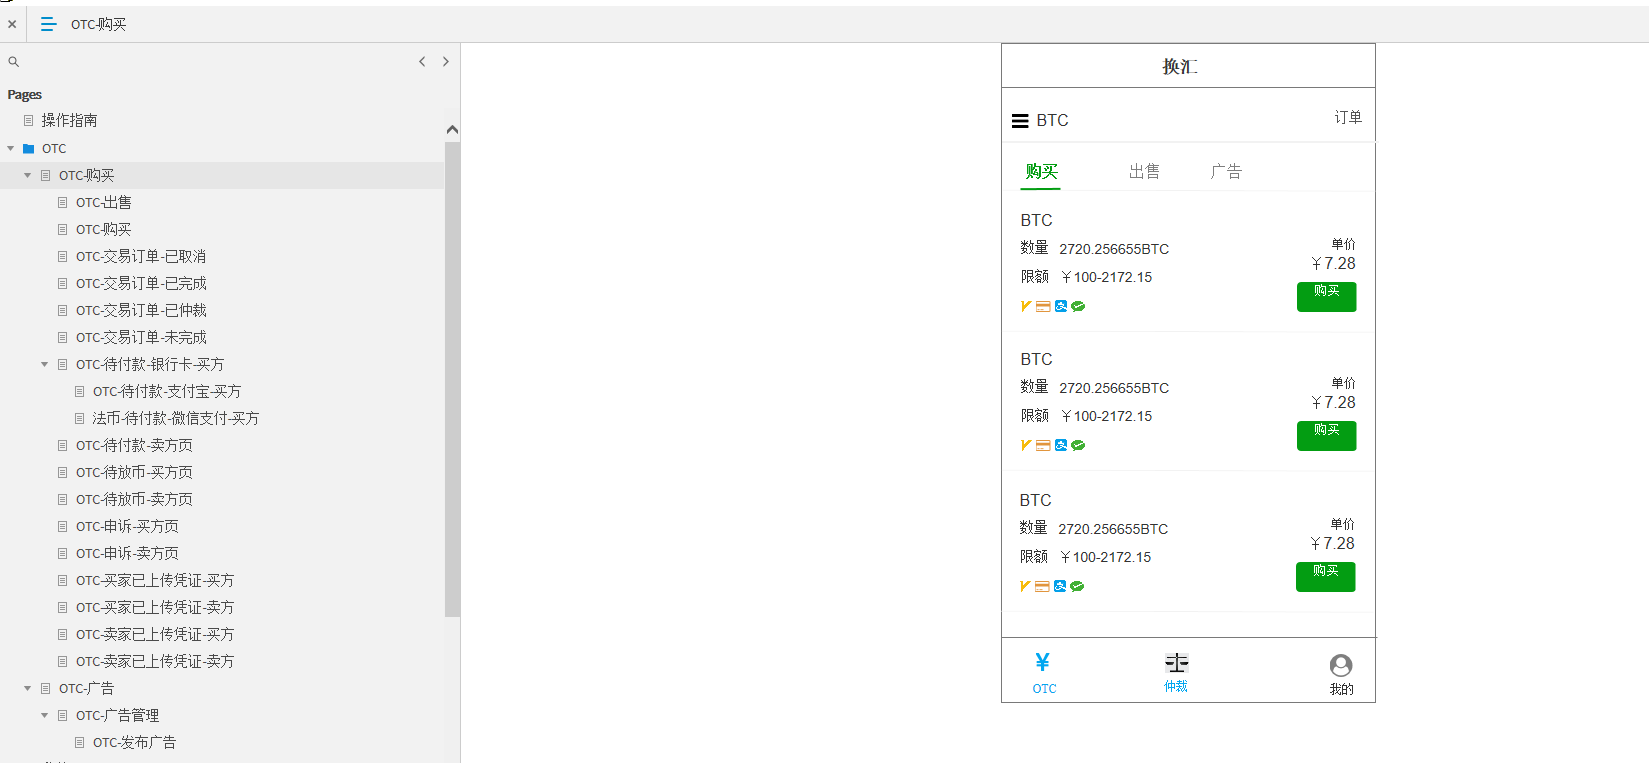 OTC-购买
Pages
操作指南
OTC
OTC-购买
OTC-出售
OTC-购买
OTC-交易订单-已取消
OTC-交易订单-已完成
OTC-交易订单-已仲裁
OTC-交易订单-未完成
OTC-待付款-银行卡-买方
OTC-待付款-支付宝-买方
法币-待付款-微信支付-买方
OTC-待付款-卖方页
OTC-待放币-买方页
OTC-待放币-卖方页
OTC-申诉-买方页
OTC-申诉-卖方页
OTC-买家已上传凭证-买方
OTC-买家已上传凭证-卖方
OTC-卖家已上传凭证-买方
OTC-卖家已上传凭证-卖方
OTC-广告
OTC-广告管理
OTC-发布广告
换汇
BTC 订单
购买 出售 广告
BTC
数量 2720.256655BTC 单价
限额 ￥100-2172.15 ￥7.28
购买
BTC
数量 2720.256655BTC 单价
限额 ￥100-2172.15 ￥7.28
购买
BTC
数量 2720.256655BTC 单价
限额 ￥100-2172.15 ￥7.28
购买
OTC 仲裁 我的